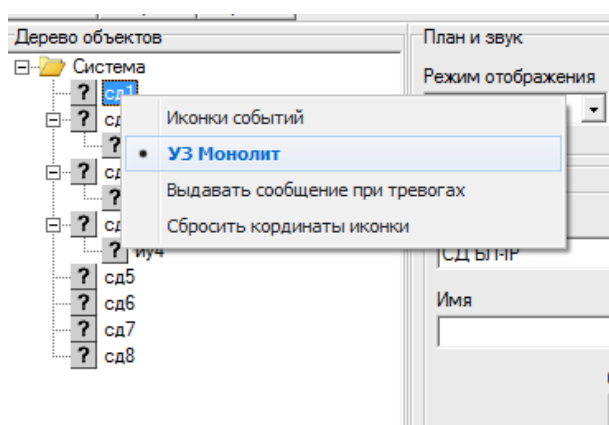 Дерево объектов
План и звук
Система
Режим отображения
сд1
Иконки событий
УЗ Монолит
Выдавать сообщение при тревогах
Сбросить кординаты иконки
иу4
СД БЛ-IP
сд5
Имя
сд6
сд7
сд8